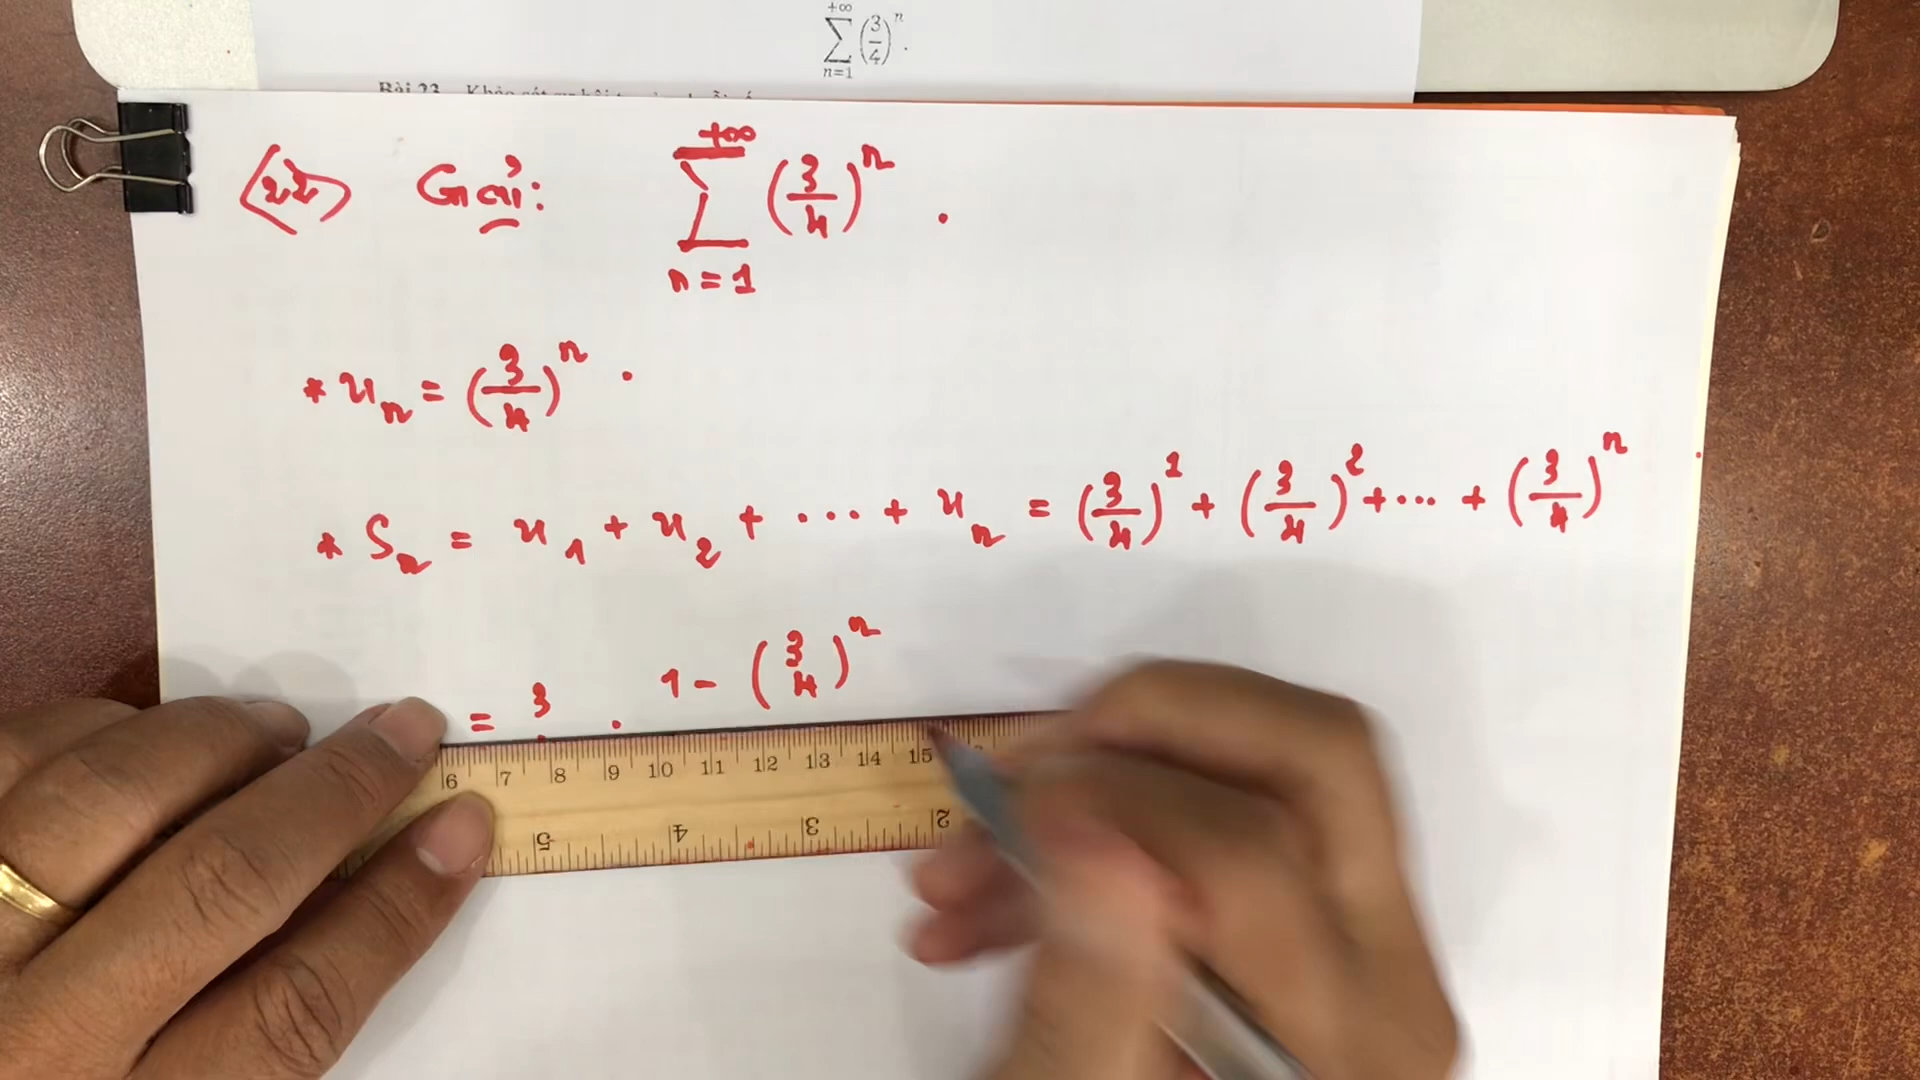 +∞
∑ (3/4)^n.
n=1
22 Giải: ∑_{n=1}^{+∞} (3/4)^n .
* u_n = (3/4)^n .
* S_n = u_1 + u_2 + ... + u_n = (3/4)^1 + (3/4)^2 + ... + (3/4)^n
= 3 . 1 - (3/4)^n
6 7 8 9 10 11 12 13 14 15
5 4 3 2